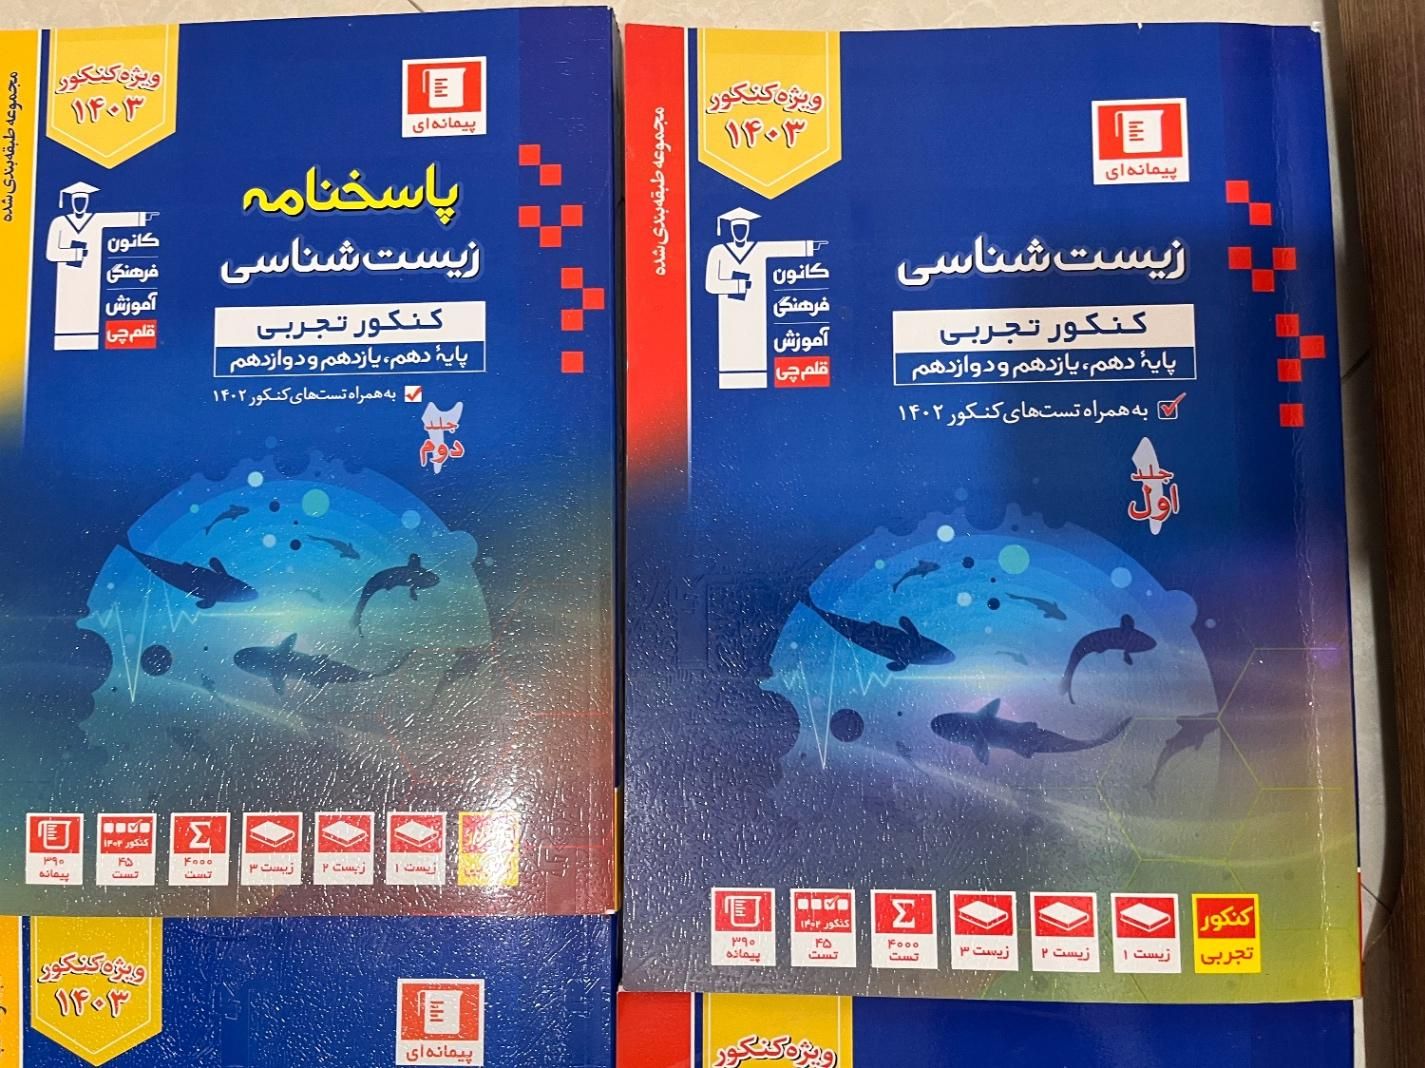 مجموعه طبقه‌بندی شده
ویژه کنکور
۱۴۰۳
پیمانه‌ای
زیست‌شناسی
کانون
فرهنگی
آموزش
قلم‌چی
کنکور تجربی
پایهٔ دهم، یازدهم و دوازدهم
به همراه تست‌های کنکور ۱۴۰۲
جلد
اول
کنکور
تجربی
زیست ۱
زیست ۲
زیست ۳
۴۰۰۰
تست
کنکور ۱۴۰۲
۴۵
تست
۳۹۰
پیمانه
مجموعه طبقه‌بندی شده
ویژه کنکور
۱۴۰۳
پیمانه‌ای
پاسخنامه
زیست‌شناسی
کانون
فرهنگی
آموزش
قلم‌چی
کنکور تجربی
پایهٔ دهم، یازدهم و دوازدهم
به همراه تست‌های کنکور ۱۴۰۲
جلد
دوم
زیست ۱
زیست ۲
زیست ۳
۴۰۰۰
تست
کنکور ۱۴۰۲
۴۵
تست
۳۹۰
پیمانه
ویژه کنکور
ویژه کنکور
۱۴۰۳
پیمانه‌ای